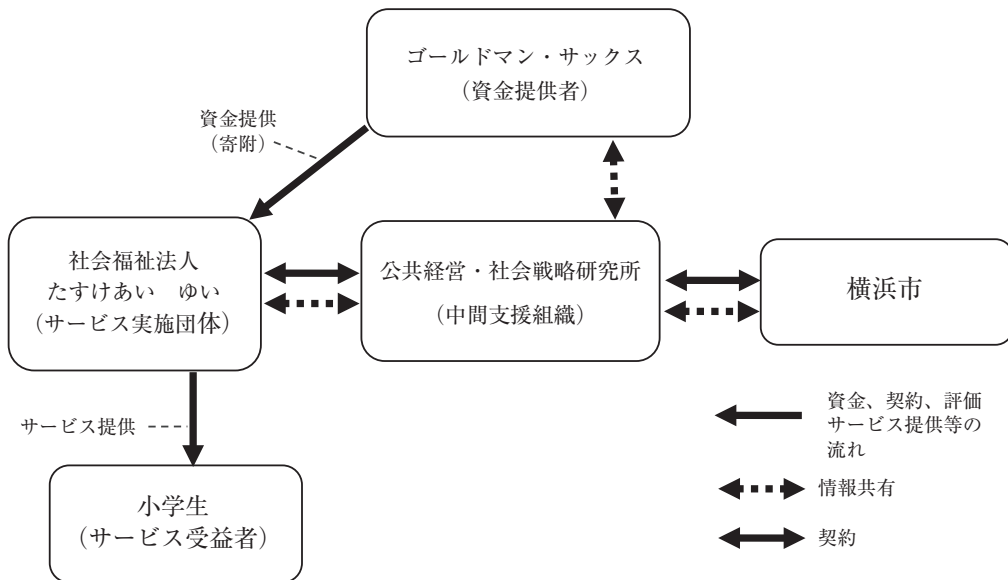 ゴールドマン・サックス
（資金提供者）
資金提供
（寄附）
社会福祉法人
たすけあい　ゆい
（サービス実施団体）
公共経営・社会戦略研究所
（中間支援組織）
横浜市
サービス提供
小学生
（サービス受益者）
資金、契約、評価
サービス提供等の
流れ
情報共有
契約